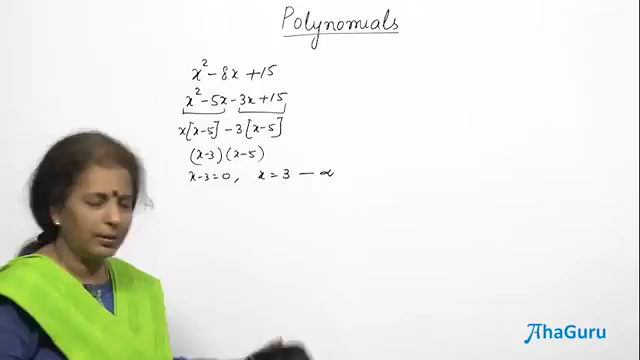 Polynomials
x² - 8x + 15
x² - 5x - 3x + 15
x[x-5] - 3[x-5]
(x-3)(x-5)
x-3=0, x = 3 — α
AhaGuru